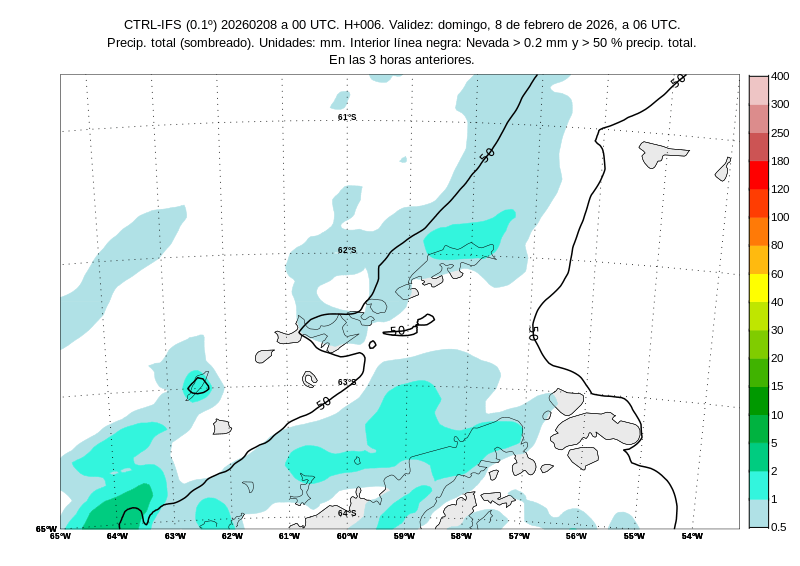 CTRL-IFS (0.1º) 20260208 a 00 UTC. H+006. Validez: domingo, 8 de febrero de 2026, a 06 UTC.
Precip. total (sombreado). Unidades: mm. Interior línea negra: Nevada > 0.2 mm y > 50 % precip. total.
En las 3 horas anteriores.
50
400
300
61°S
250
50
180
120
100
62°S
80
60
40
50
50
30
20
63°S
15
50
10
5
2
1
64°S
65°W
0.5
65°W
64°W
63°W
62°W
61°W
60°W
59°W
58°W
57°W
56°W
55°W
54°W